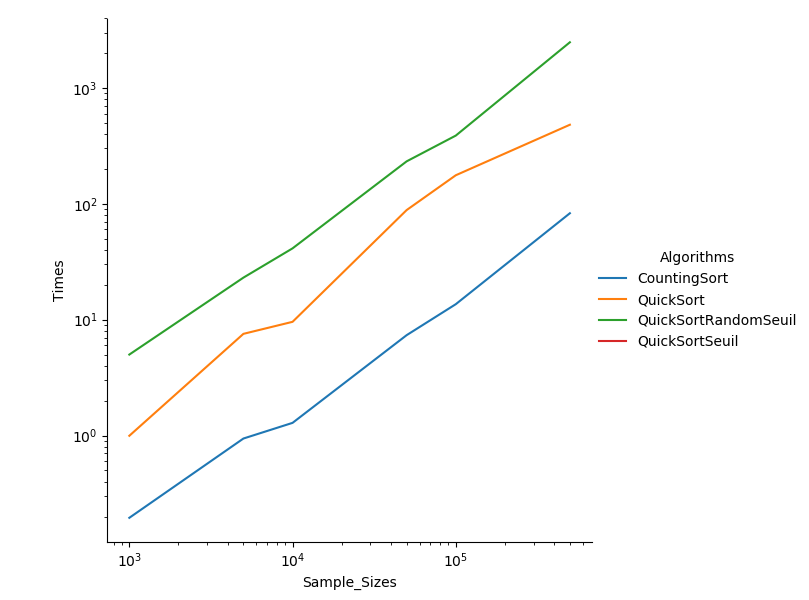 10³
10²
10¹
10⁰
Times
10³
10⁴
10⁵
Sample_Sizes
Algorithms
CountingSort
QuickSort
QuickSortRandomSeuil
QuickSortSeuil